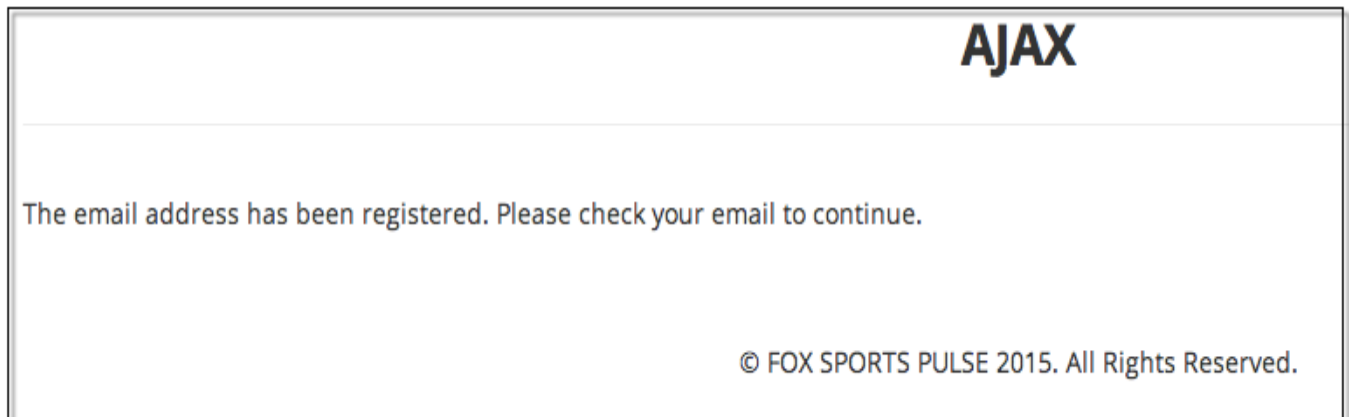 AJAX
The email address has been registered. Please check your email to continue.
© FOX SPORTS PULSE 2015. All Rights Reserved.